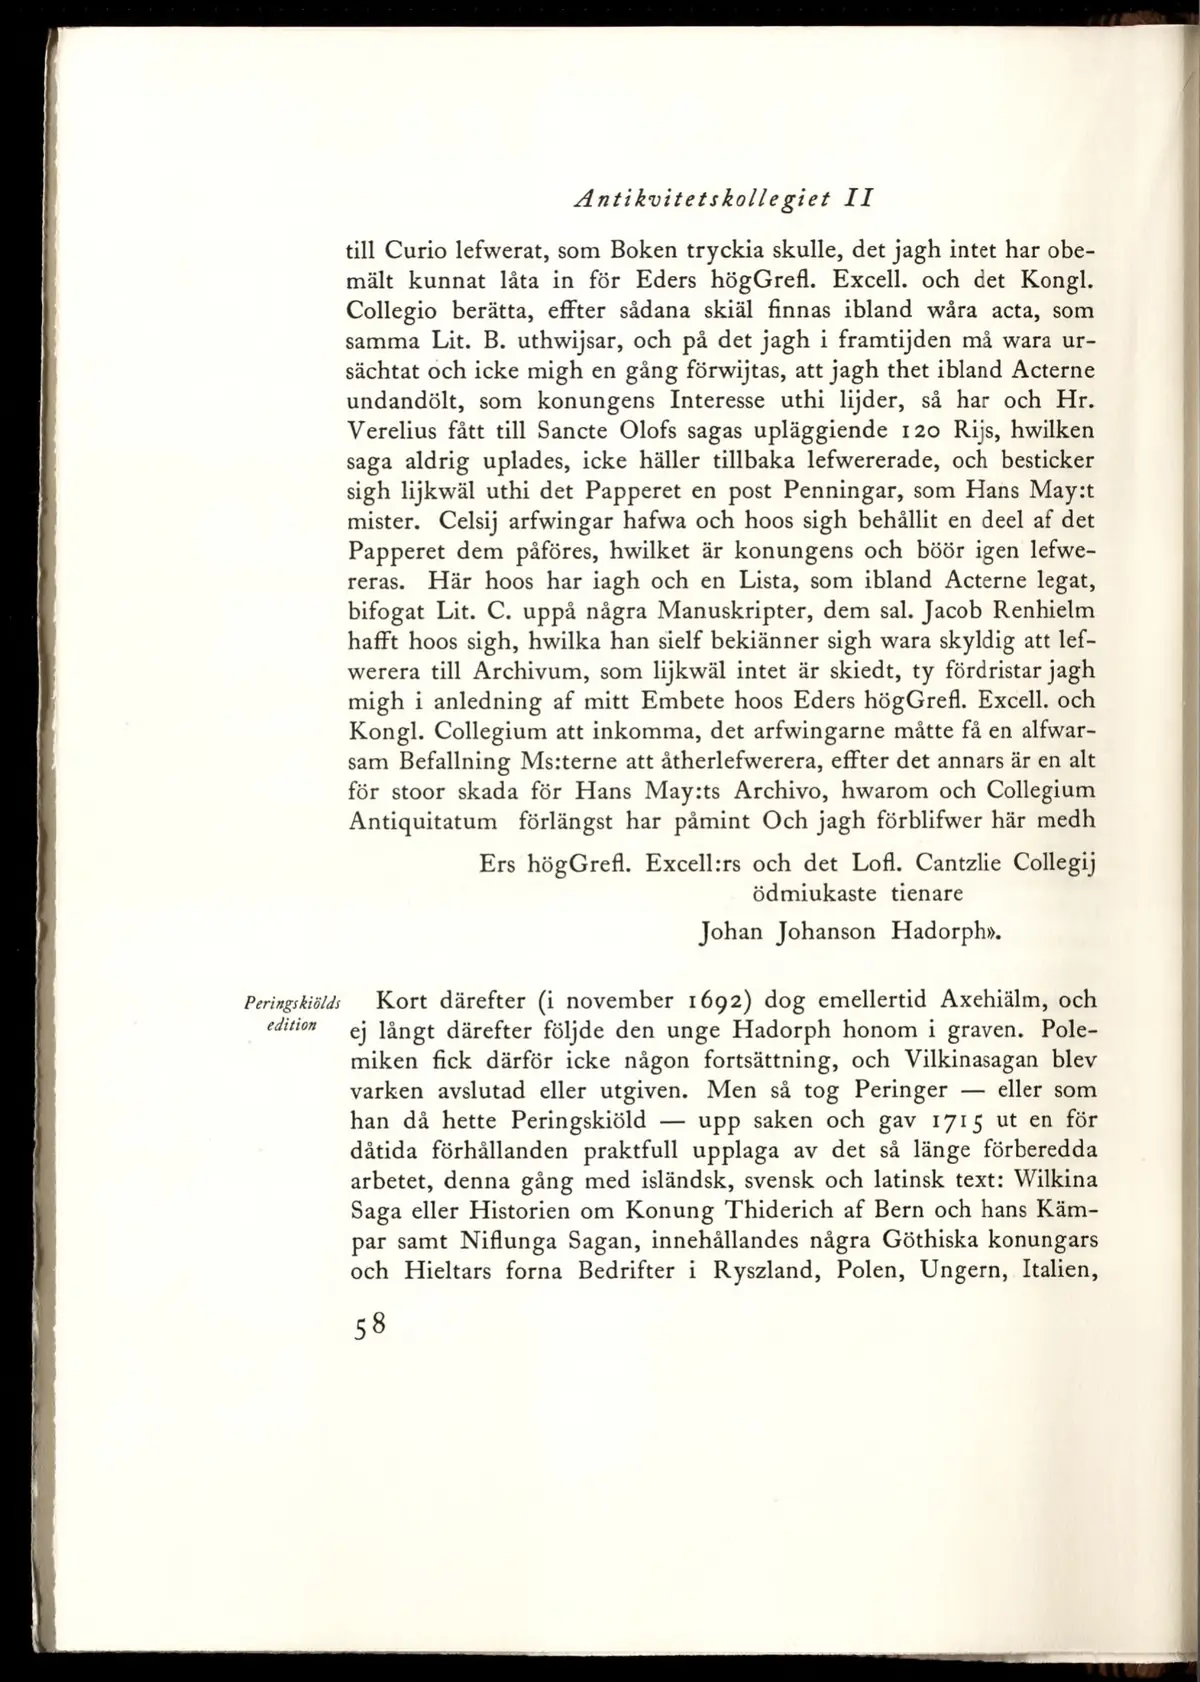 Antikvitetskollegiet II
till Curio lefwerat, som Boken tryckia skulle, det jagh intet har obe-
mält kunnat låta in för Eders högGrefl. Excell. och det Kongl.
Collegio berätta, effter sådana skiäl finnas ibland wåra acta, som
samma Lit. B. uthwijsar, och på det jagh i framtijden må wara ur-
sächtat och icke migh en gång förwijtas, att jagh thet ibland Acterne
undandölt, som konungens Interesse uthi lijder, så har och Hr.
Verelius fått till Sancte Olofs sagas upläggiende 120 Rijs, hwilken
saga aldrig uplades, icke häller tillbaka lefwererade, och besticker
sigh lijkwäl uthi det Papperet en post Penningar, som Hans May:t
mister. Celsij arfwingar hafwa och hoos sigh behållit en deel af det
Papperet dem påföres, hwilket är konungens och böör igen lefwe-
reras. Här hoos har iagh och en Lista, som ibland Acterne legat,
bifogat Lit. C. uppå några Manuskripter, dem sal. Jacob Renhielm
hafft hoos sigh, hwilka han sielf bekiänner sigh wara skyldig att lef-
werera till Archivum, som lijkwäl intet är skiedt, ty fördristar jagh
migh i anledning af mitt Embete hoos Eders högGrefl. Excell. och
Kongl. Collegium att inkomma, det arfwingarne måtte få en alfwar-
sam Befallning Ms:terne att åtherlefwerera, effter det annars är en alt
för stoor skada för Hans May:ts Archivo, hwarom och Collegium
Antiquitatum förlängst har påmint Och jagh förblifwer här medh
Ers högGrefl. Excell:rs och det Lofl. Cantzlie Collegij
ödmiukaste tienare
Johan Johanson Hadorph».
Peringskiölds
edition
Kort därefter (i november 1692) dog emellertid Axehiälm, och
ej långt därefter följde den unge Hadorph honom i graven. Pole-
miken fick därför icke någon fortsättning, och Vilkinasagan blev
varken avslutad eller utgiven. Men så tog Peringer — eller som
han då hette Peringskiöld — upp saken och gav 1715 ut en för
dåtida förhållanden praktfull upplaga av det så länge förberedda
arbetet, denna gång med isländsk, svensk och latinsk text: Wilkina
Saga eller Historien om Konung Thiderich af Bern och hans Käm-
par samt Niflunga Sagan, innehållandes några Göthiska konungars
och Hieltars forna Bedrifter i Ryszland, Polen, Ungern, Italien,
58